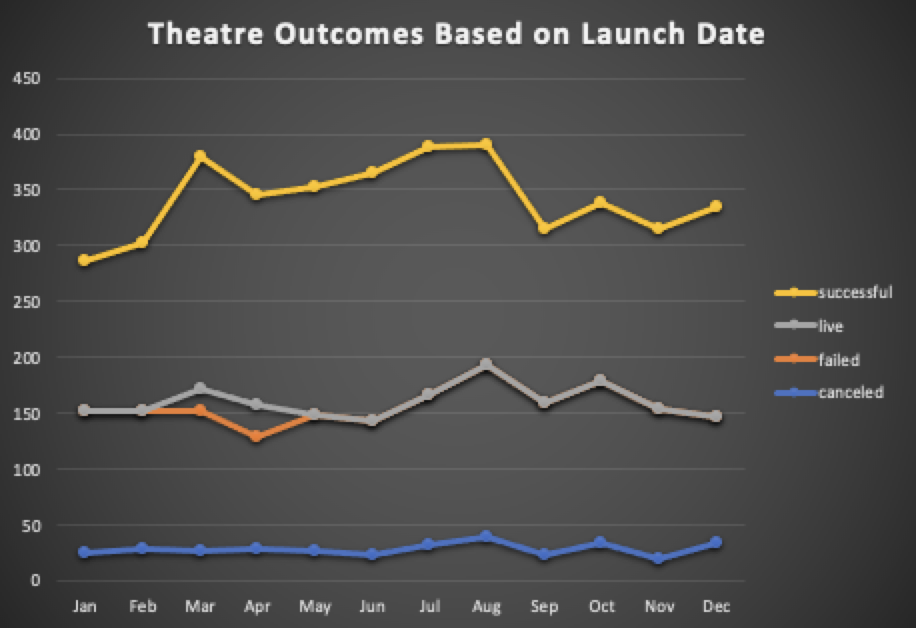 Theatre Outcomes Based on Launch Date
450
400
350
300
250
200
150
100
50
0
Jan Feb Mar Apr May Jun Jul Aug Sep Oct Nov Dec
successful
live
failed
canceled